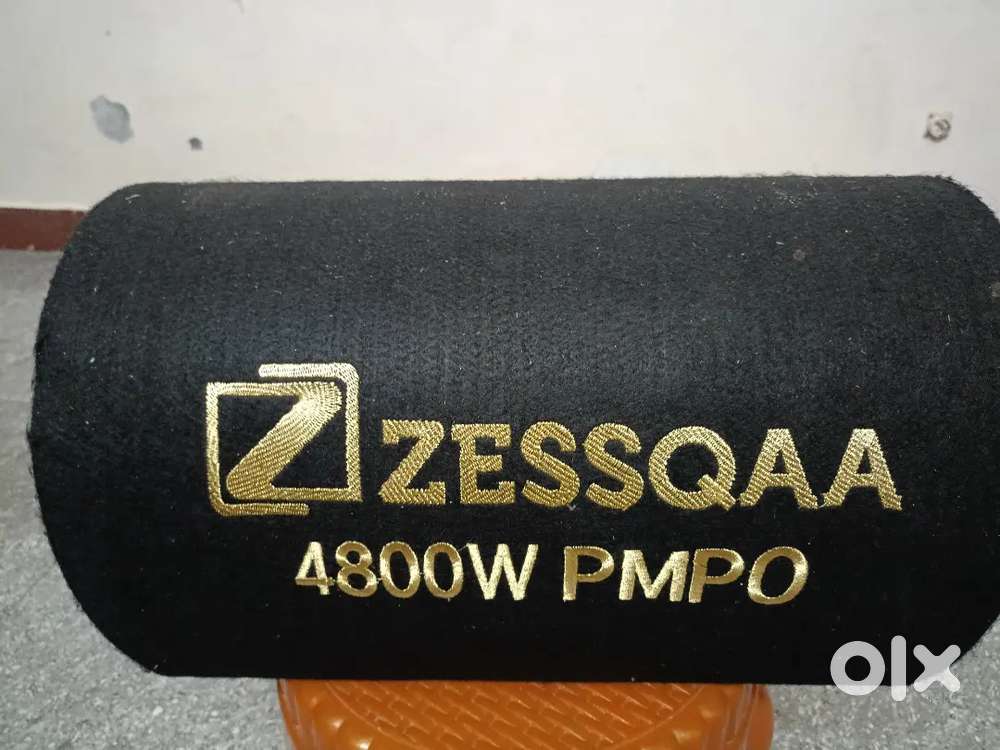 Z ZESSQAA
4800W PMPO
olx